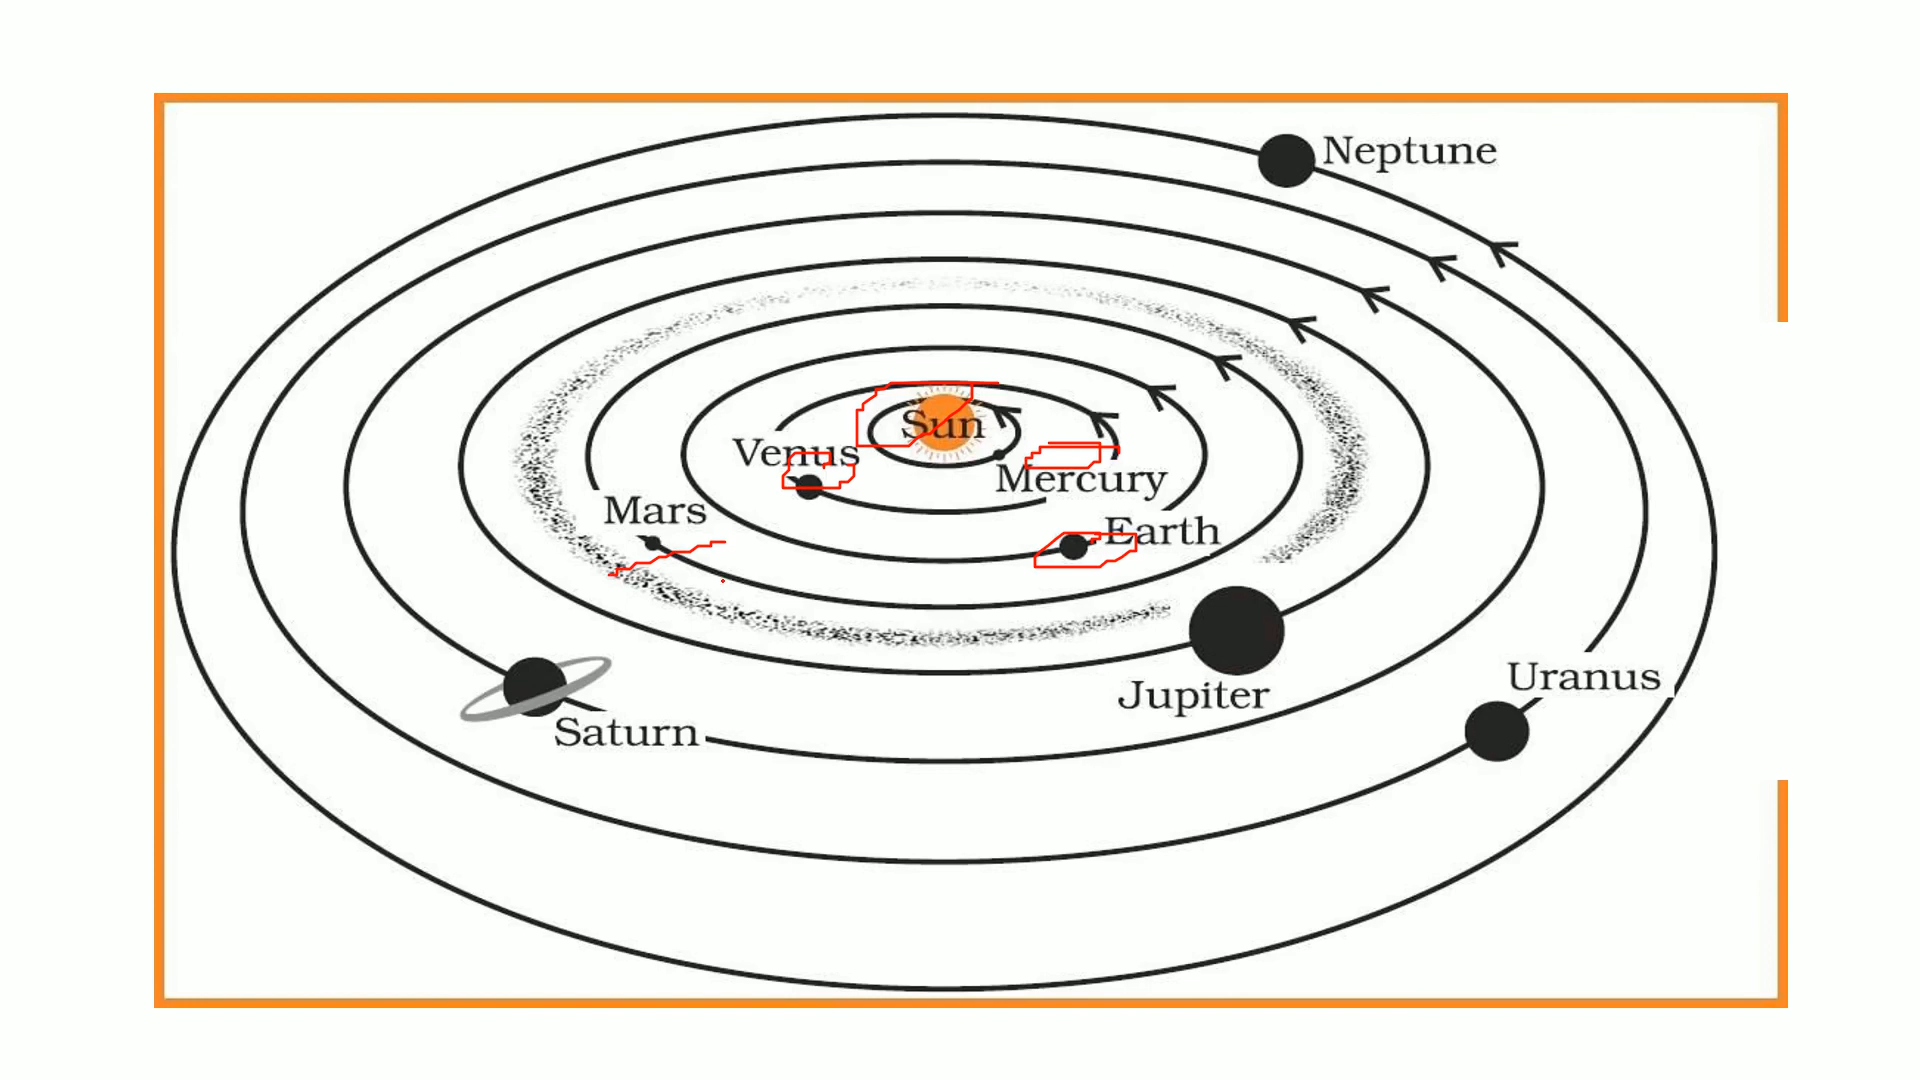 Neptune
Sun
Venus
Mercury
Mars
Earth
Uranus
Jupiter
Saturn